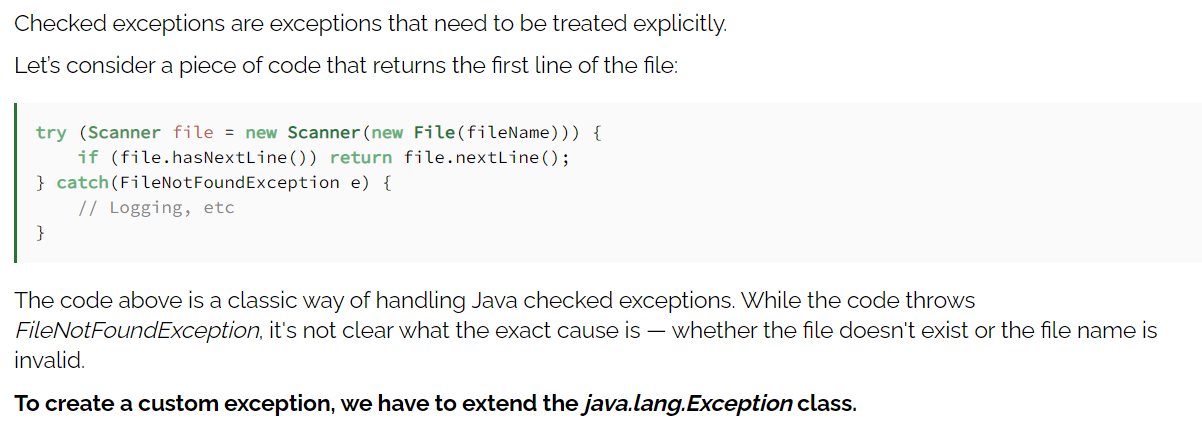 Checked exceptions are exceptions that need to be treated explicitly.
Let’s consider a piece of code that returns the first line of the file:
try (Scanner file = new Scanner(new File(fileName))) {
    if (file.hasNextLine()) return file.nextLine();
} catch(FileNotFoundException e) {
    // Logging, etc
}
The code above is a classic way of handling Java checked exceptions. While the code throws
FileNotFoundException, it's not clear what the exact cause is — whether the file doesn't exist or the file name is
invalid.
To create a custom exception, we have to extend the java.lang.Exception class.